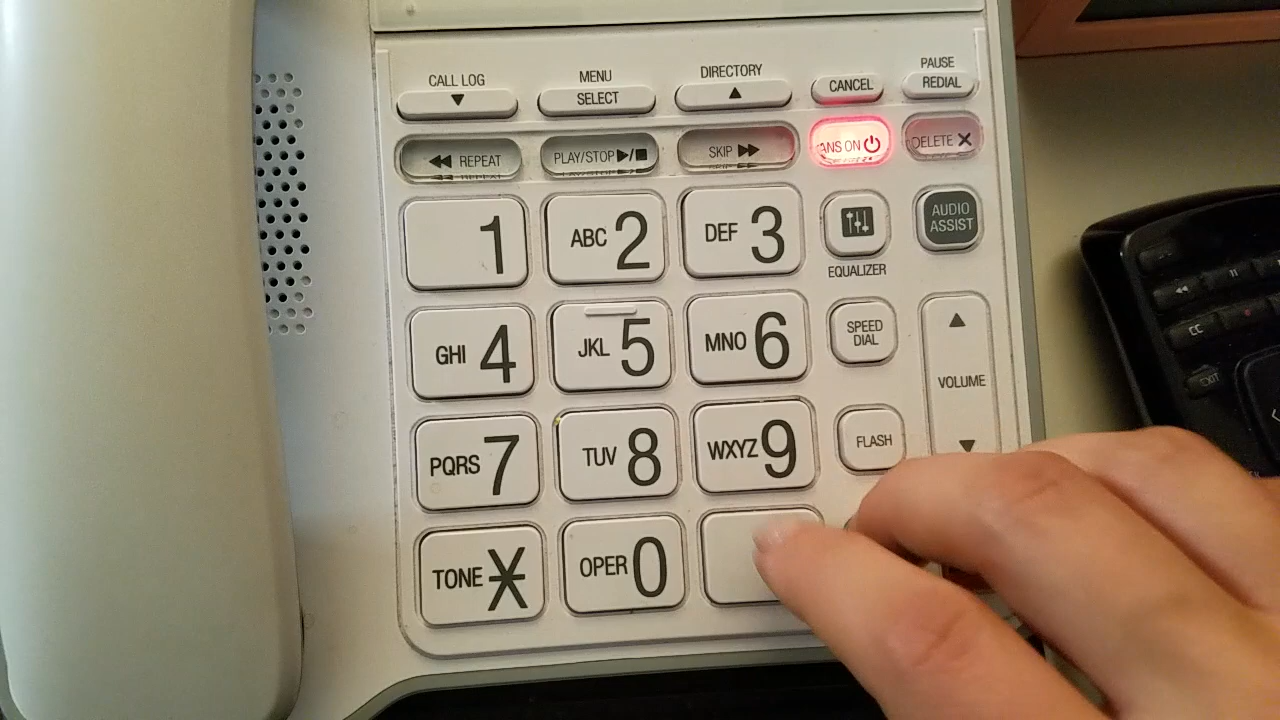 CALL LOG
▼
MENU
SELECT
DIRECTORY
▲
CANCEL
PAUSE
REDIAL
◀◀ REPEAT
PLAY/STOP ▶/■
SKIP ▶▶
ANS ON
DELETE X
1
ABC 2
DEF 3
EQUALIZER
AUDIO
ASSIST
GHI 4
JKL 5
MNO 6
SPEED
DIAL
▲
VOLUME
▼
PQRS 7
TUV 8
WXYZ 9
FLASH
TONE *
OPER 0
CC
EXIT